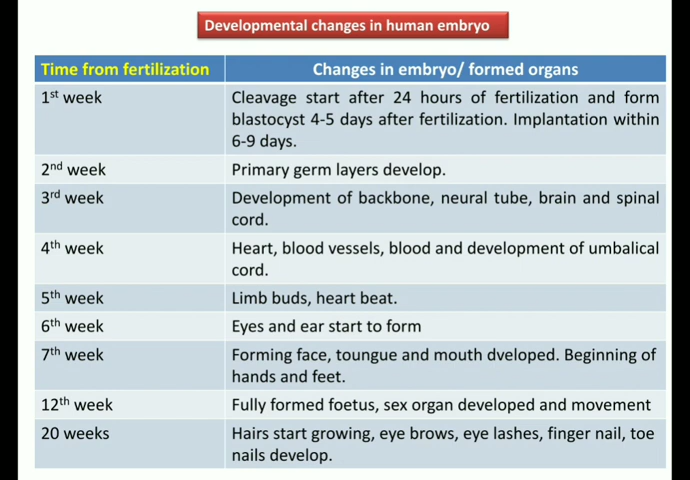 Developmental changes in human embryo
Time from fertilization
Changes in embryo/ formed organs
1st week
Cleavage start after 24 hours of fertilization and form
blastocyst 4-5 days after fertilization. Implantation within
6-9 days.
2nd week
Primary germ layers develop.
3rd week
Development of backbone, neural tube, brain and spinal
cord.
4th week
Heart, blood vessels, blood and development of umbalical
cord.
5th week
Limb buds, heart beat.
6th week
Eyes and ear start to form
7th week
Forming face, toungue and mouth dveloped. Beginning of
hands and feet.
12th week
Fully formed foetus, sex organ developed and movement
20 weeks
Hairs start growing, eye brows, eye lashes, finger nail, toe
nails develop.